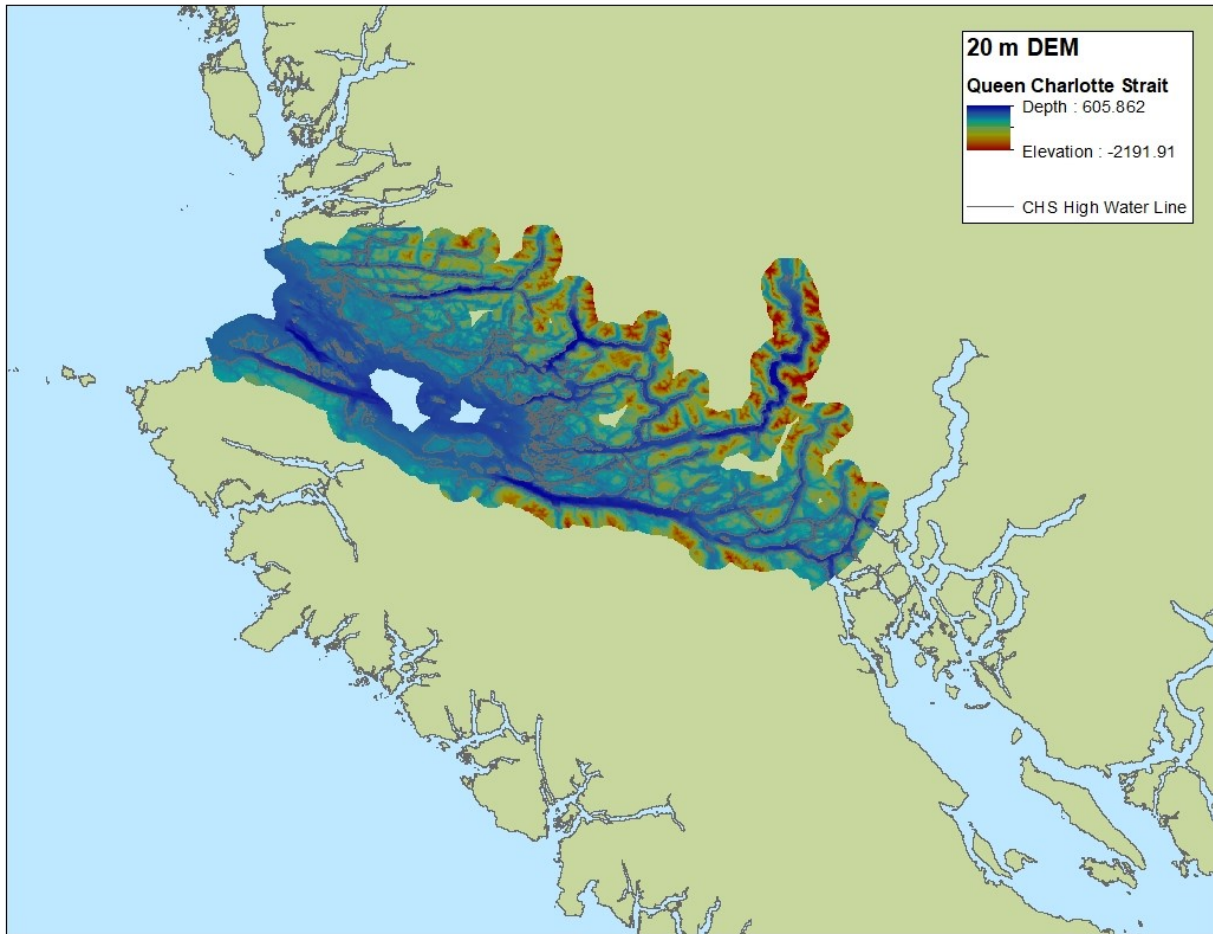 20 m DEM
Queen Charlotte Strait
Depth : 605.862
Elevation : -2191.91
CHS High Water Line